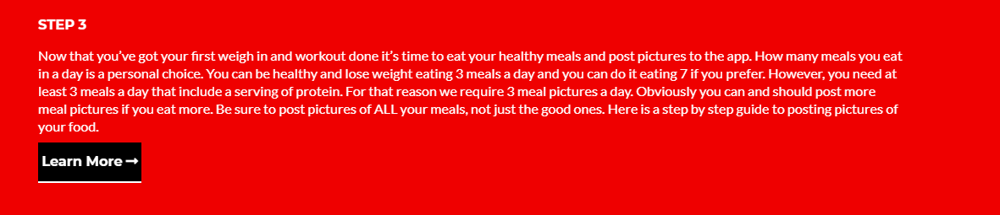 STEP 3
Now that you’ve got your first weigh in and workout done it’s time to eat your healthy meals and post pictures to the app. How many meals you eat
in a day is a personal choice. You can be healthy and lose weight eating 3 meals a day and you can do it eating 7 if you prefer. However, you need at
least 3 meals a day that include a serving of protein. For that reason we require 3 meal pictures a day. Obviously you can and should post more
meal pictures if you eat more. Be sure to post pictures of ALL your meals, not just the good ones. Here is a step by step guide to posting pictures of
your food.
Learn More →